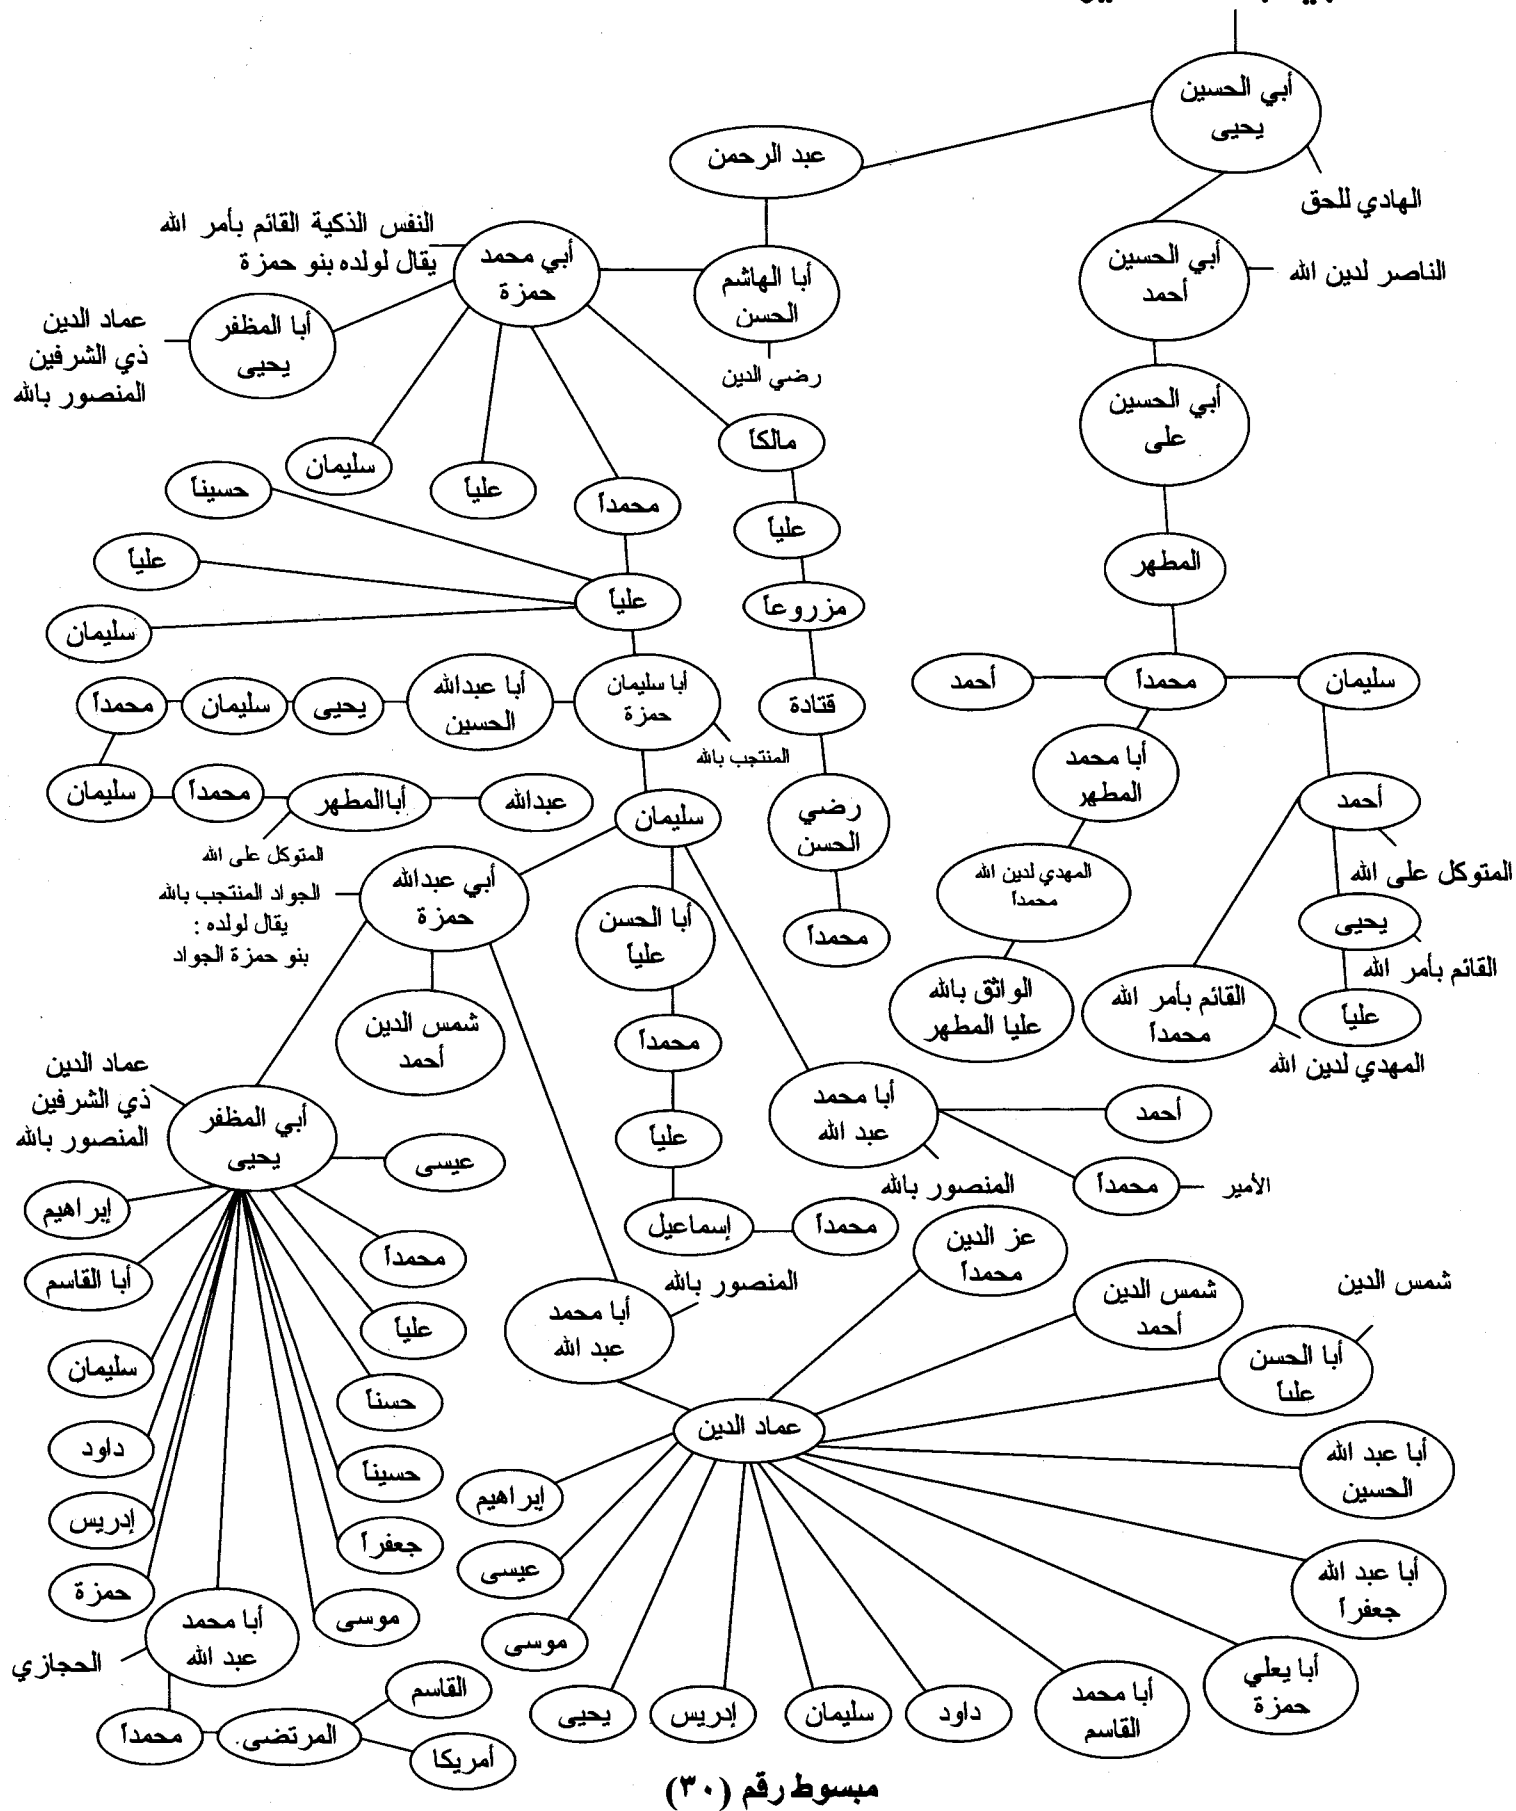 أبي الحسين
يحيى
الهادي للحق
عبد الرحمن
أبي الحسين
أحمد
الناصر لدين الله
النفس الذكية القائم بأمر الله
يقال لولده بنو حمزة
أبي محمد
حمزة
أبا الهاشم
الحسن
رضي الدين
عماد الدين
ذي الشرفين
المنصور بالله
أبا المظفر
يحيى
أبي الحسين
على
مالكاً
سليمان
علياً
محمداً
حسيناً
علياً
المطهر
علياً
مزروعاً
علياً
سليمان
سليمان
محمداً
أحمد
قتادة
أبا سليمان
حمزة
المنتجب بالله
أبا عبدالله
الحسين
يحيى
سليمان
محمداً
أبا محمد
المطهر
أحمد
المتوكل على الله
سليمان
محمداً
أباالمطهر
عبدالله
المتوكل على الله
سليمان
رضي
الحسن
المهدي لدين الله
محمداً
يحيى
القائم بأمر الله
أبي عبدالله
حمزة
الجواد المنتجب بالله
يقال لولده :
بنو حمزة الجواد
أبا الحسن
علياً
محمداً
الواثق بالله
عليا المطهر
القائم بأمر الله
محمداً
المهدي لدين الله
علياً
شمس الدين
أحمد
محمداً
عماد الدين
ذي الشرفين
المنصور بالله
أبي المظفر
يحيى
عيسى
علياً
أبا محمد
عبد الله
المنصور بالله
أحمد
محمداً
الأمير
إبراهيم
إسماعيل
محمداً
محمداً
أبا القاسم
عز الدين
محمداً
المنصور بالله
أبا محمد
عبد الله
شمس الدين
أحمد
شمس الدين
أبا الحسن
علياً
علياً
سليمان
حسناً
عماد الدين
داود
حسيناً
أبا عبد الله
الحسين
إبراهيم
إدريس
جعفراً
عيسى
أبا عبد الله
جعفراً
حمزة
أبا محمد
عبد الله
الحجازي
موسى
موسى
أبا يعلي
حمزة
القاسم
يحيى
إدريس
سليمان
داود
أبا محمد
القاسم
محمداً
المرتضى.
أمريكا
مبسوط رقم (٣٠)